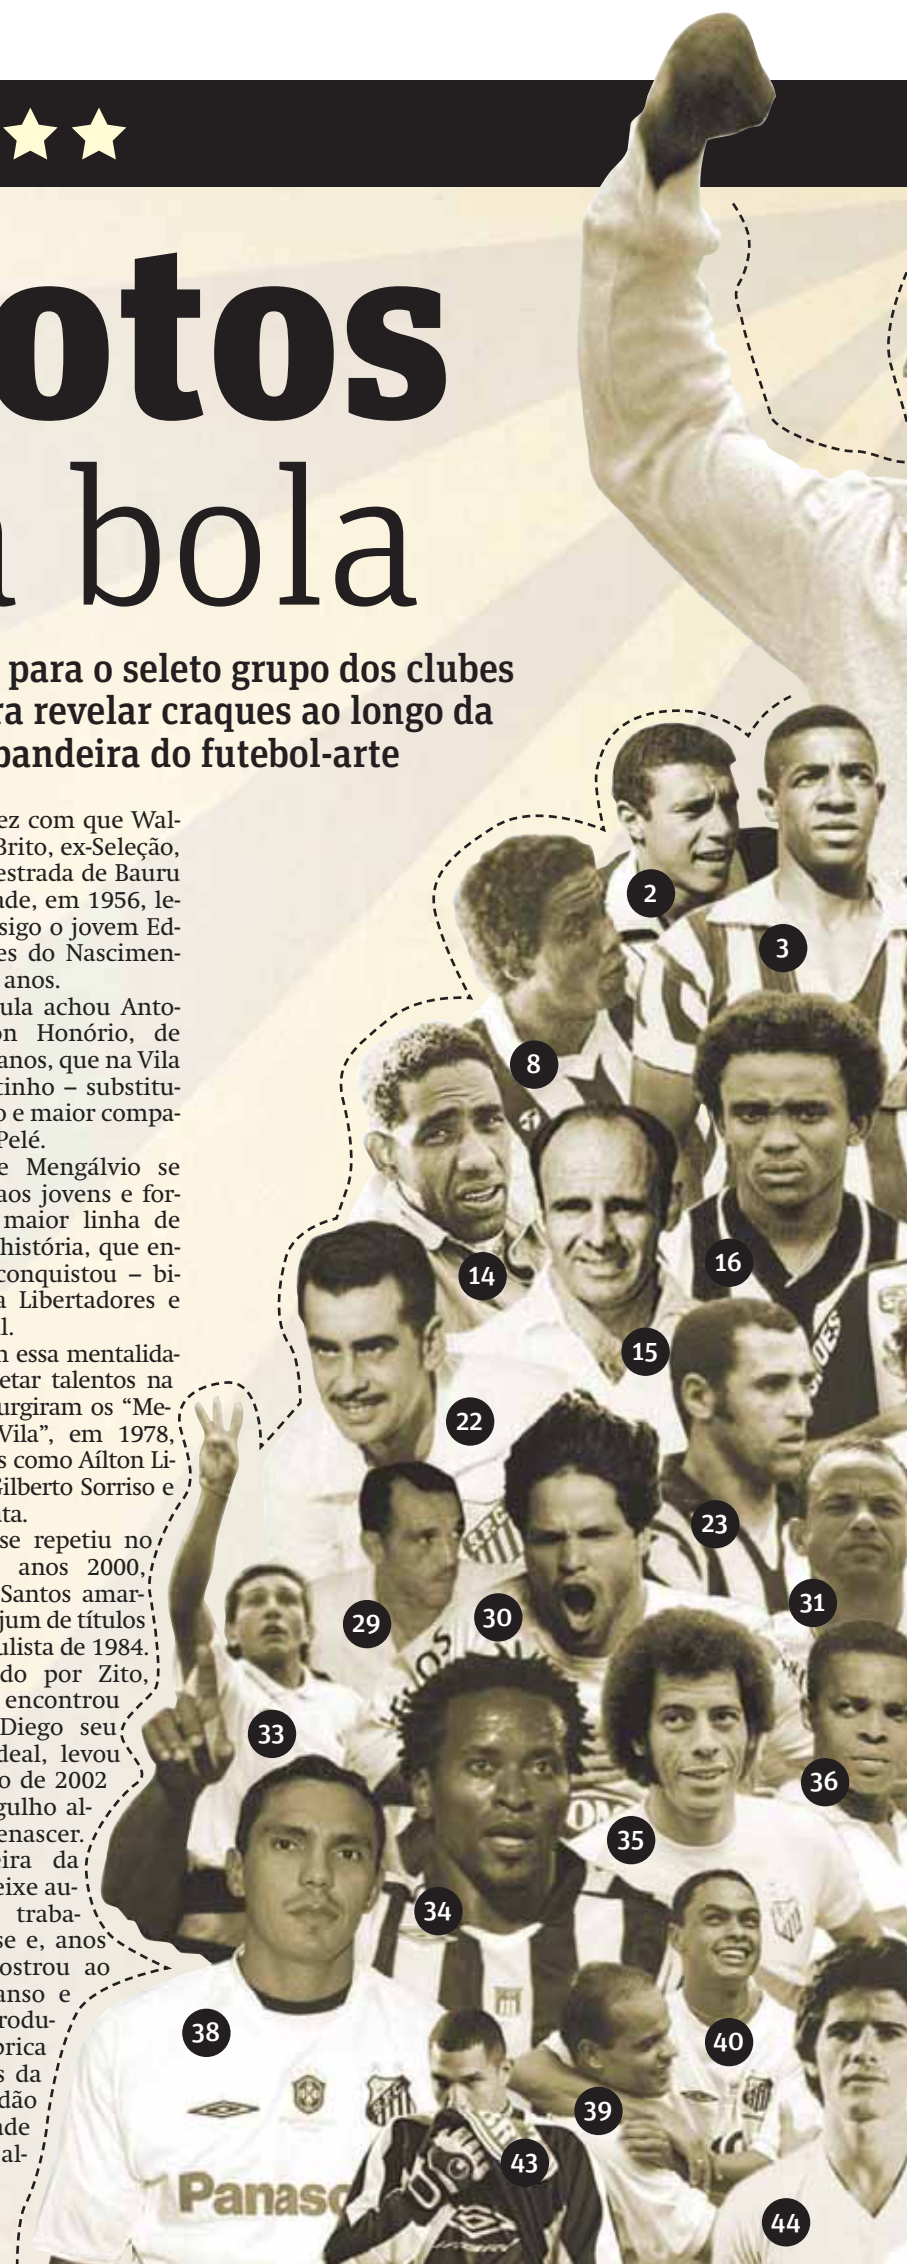 otos
a bola
para o seleto grupo dos clubes
ra revelar craques ao longo da
bandeira do futebol-arte
ez com que Wal-
Brito, ex-Seleção,
estrada de Bauru
ade, em 1956, le-
sigo o jovem Ed-
es do Nascimen-
anos.
ula achou Anto-
on Honório, de
anos, que na Vila
tinho – substitu-
o e maior compa-
Pelé.
e Mengálvio se
aos jovens e for-
maior linha de
história, que en-
conquistou – bi-
a Libertadores e
l.
n essa mentalida-
etar talentos na
urgiram os “Me-
Vila”, em 1978,
s como Aílton Li-
Gilberto Sorriso e
ta.
se repetiu no
anos 2000,
Santos amar-
jum de títulos
ulista de 1984.
do por Zito,
encontrou
Diego seu
deal, levou
o de 2002
gulho al-
enascer.
eira da
eixe au-
traba-
se e, anos
ostrou ao
anso e
rodu-
brica
s da
dão
ade
al-
2
3
8
14
15
16
22
23
29
30
31
33
34
35
36
38
39
40
43
44
Panaso